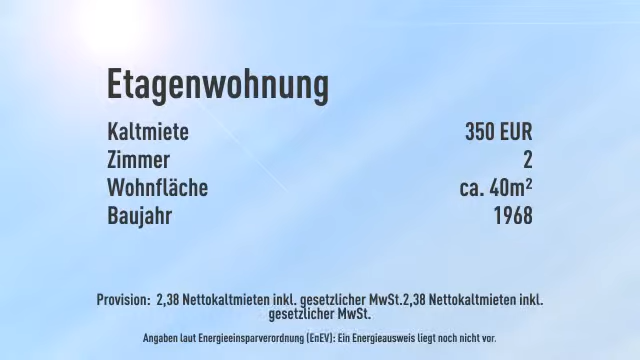 Etagenwohnung
Kaltmiete 350 EUR
Zimmer 2
Wohnfläche ca. 40m²
Baujahr 1968
Provision: 2,38 Nettokaltmieten inkl. gesetzlicher MwSt.2,38 Nettokaltmieten inkl.
gesetzlicher MwSt.
Angaben laut Energieeinsparverordnung (EnEV): Ein Energieausweis liegt noch nicht vor.